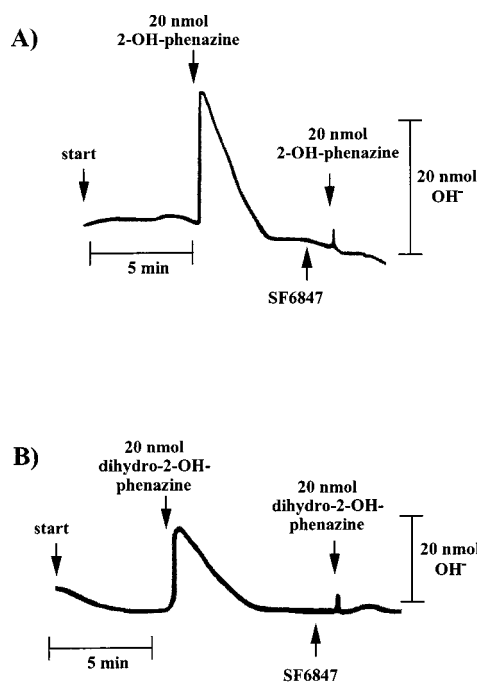 A)
20 nmol
2-OH-phenazine
start
20 nmol
2-OH-phenazine
20 nmol
OH⁻
5 min
SF6847
B)
20 nmol
dihydro-2-OH-
phenazine
start
20 nmol
dihydro-2-OH-
phenazine
20 nmol
OH⁻
5 min
SF6847